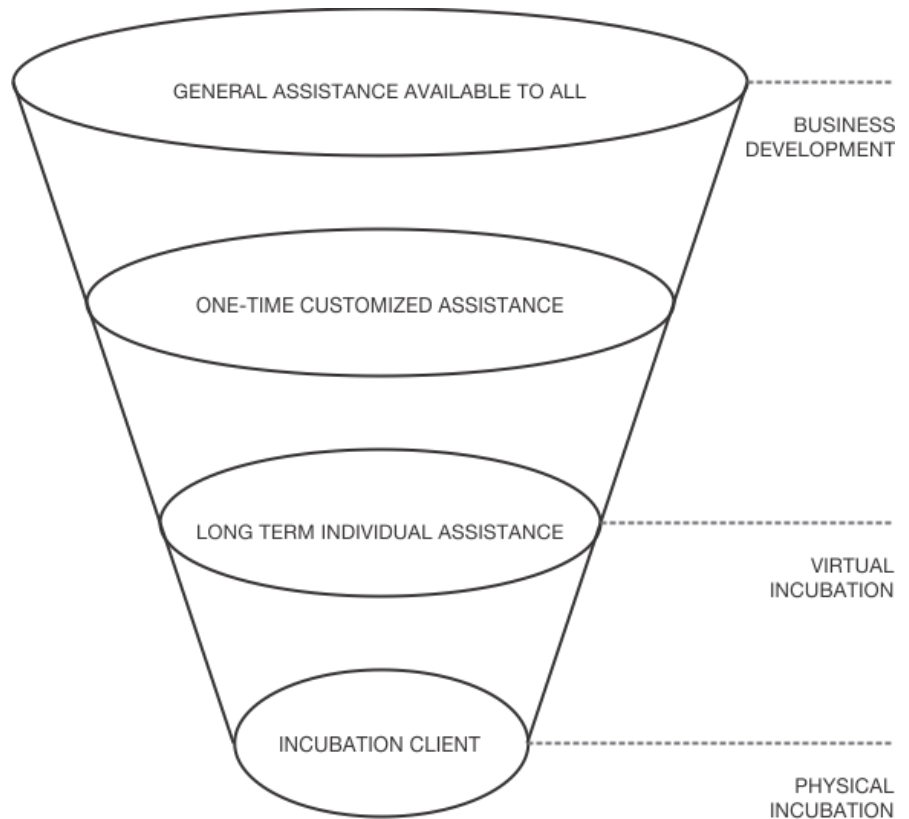 GENERAL ASSISTANCE AVAILABLE TO ALL
BUSINESS
DEVELOPMENT
ONE-TIME CUSTOMIZED ASSISTANCE
LONG TERM INDIVIDUAL ASSISTANCE
VIRTUAL
INCUBATION
INCUBATION CLIENT
PHYSICAL
INCUBATION